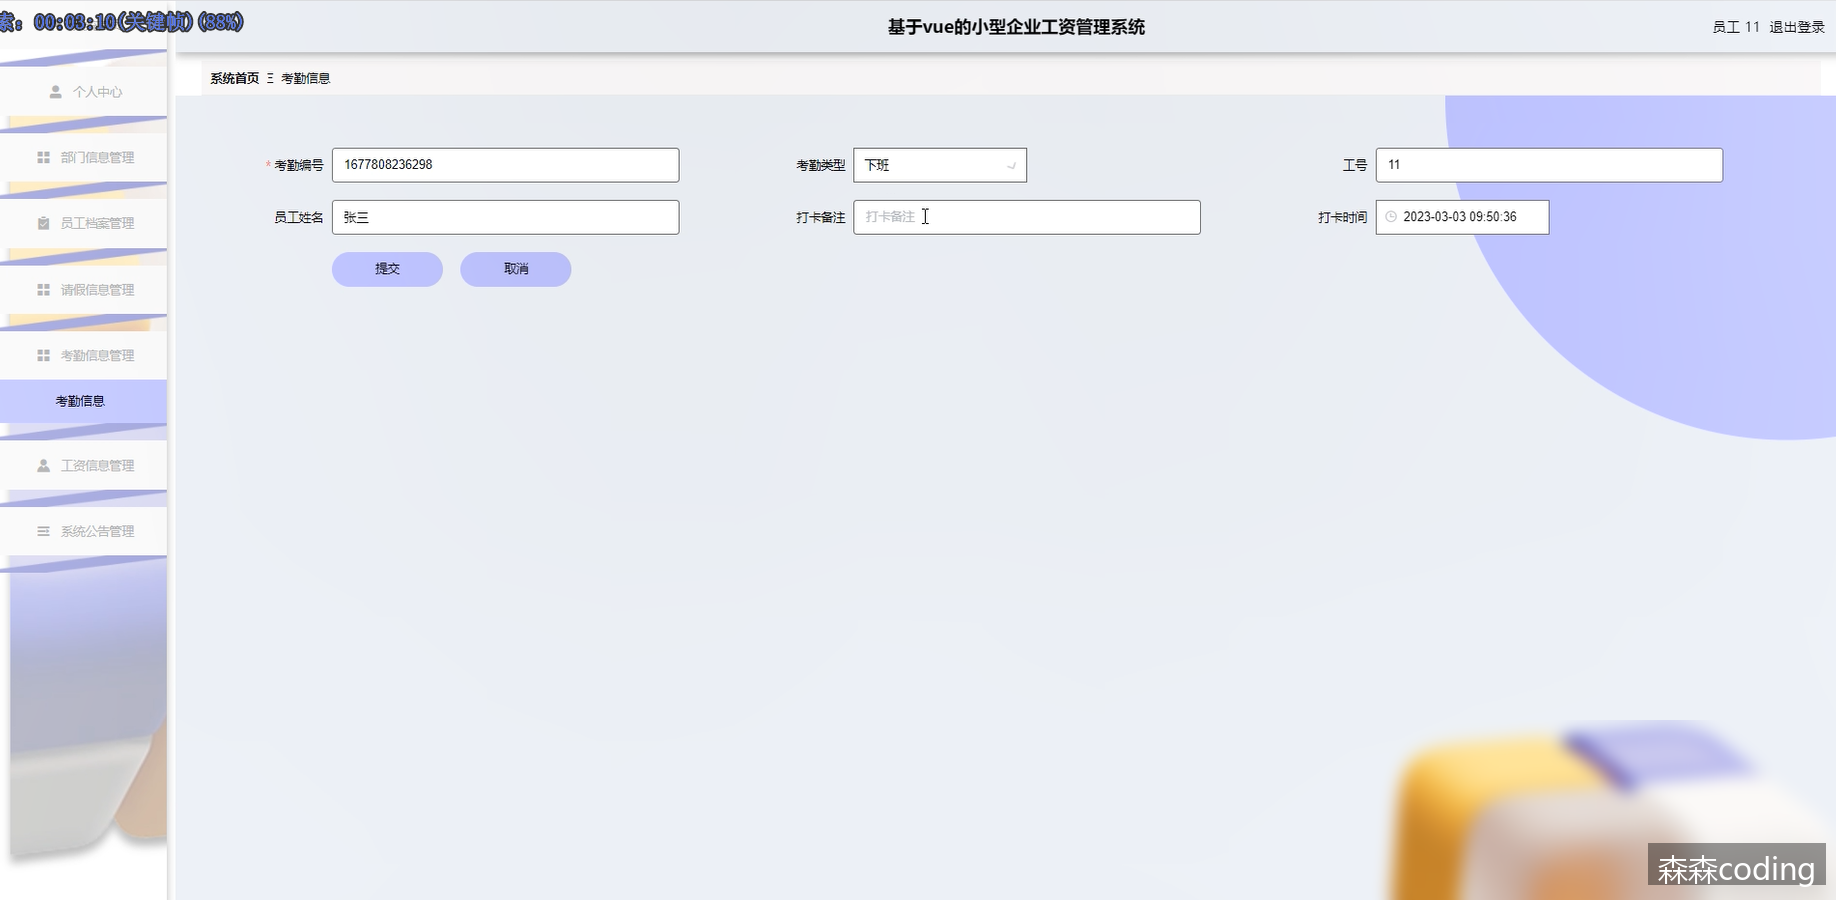 索：00:03:10(关键帧)(88%)
基于vue的小型企业工资管理系统
员工 11 退出登录
系统首页 Ξ 考勤信息
个人中心
部门信息管理
员工档案管理
请假信息管理
考勤信息管理
考勤信息
工资信息管理
系统公告管理
* 考勤编号 1677808236298 考勤类型 下班 工号 11
员工姓名 张三 打卡备注 打卡备注 打卡时间 2023-03-03 09:50:36
提交 取消
森森coding